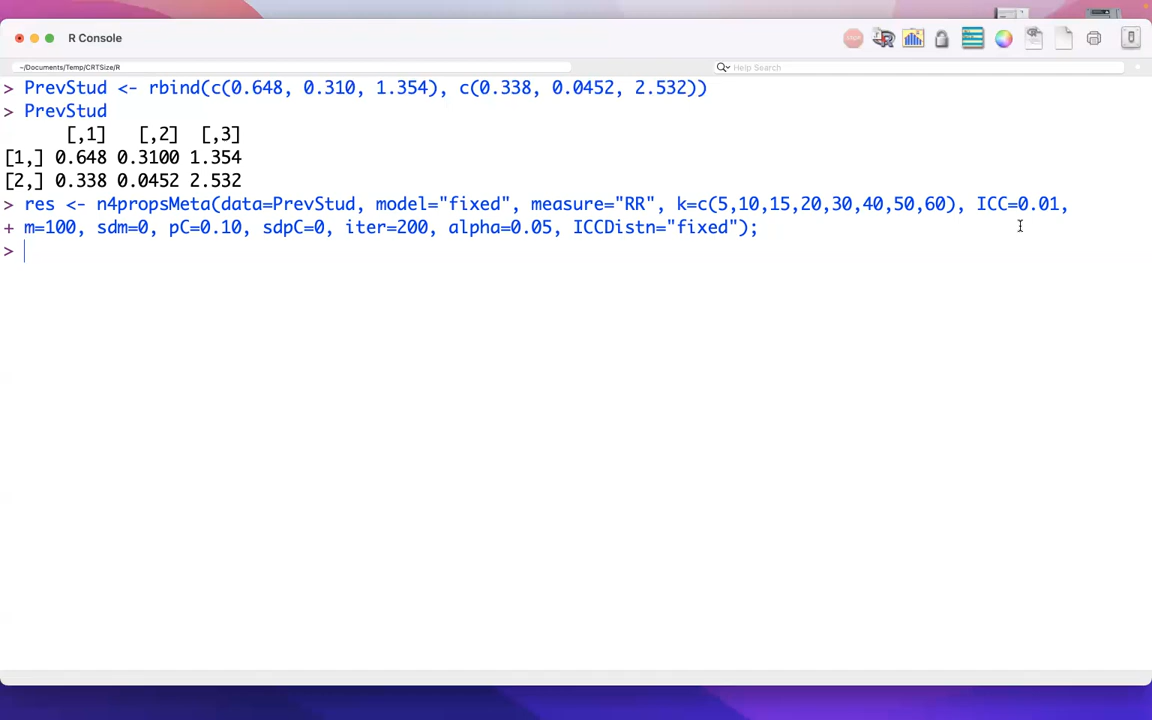 R Console
~/Documents/Temp/CRTSize/R
Help Search
> PrevStud <- rbind(c(0.648, 0.310, 1.354), c(0.338, 0.0452, 2.532))
> PrevStud
[,1] [,2] [,3]
[1,] 0.648 0.3100 1.354
[2,] 0.338 0.0452 2.532
> res <- n4propsMeta(data=PrevStud, model="fixed", measure="RR", k=c(5,10,15,20,30,40,50,60), ICC=0.01,
+ m=100, sdm=0, pC=0.10, sdpC=0, iter=200, alpha=0.05, ICCDistn="fixed");
>